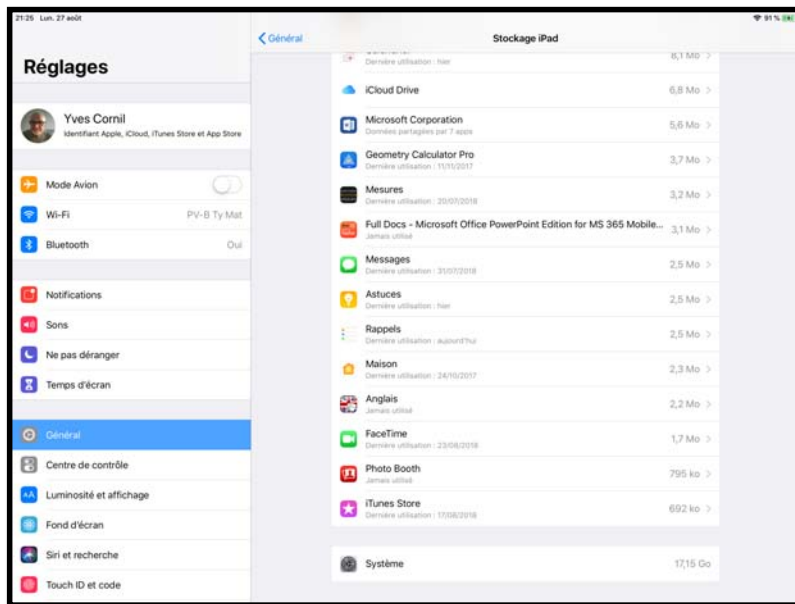 21:25 Lun. 27 août
91 %
Réglages
Yves Cornil
Identifiant Apple, iCloud, iTunes Store et App Store
Mode Avion
Wi-Fi PV-B Ty Mat
Bluetooth Oui
Notifications
Sons
Ne pas déranger
Temps d'écran
Général
Centre de contrôle
Luminosité et affichage
Fond d'écran
Siri et recherche
Touch ID et code
Général
Stockage iPad
Dernière utilisation : hier
8,1 Mo
iCloud Drive 6,8 Mo
Microsoft Corporation 5,6 Mo
Données partagées par 7 apps
Geometry Calculator Pro 3,7 Mo
Dernière utilisation : 11/11/2017
Mesures 3,2 Mo
Dernière utilisation : 20/07/2018
Full Docs - Microsoft Office PowerPoint Edition for MS 365 Mobile... 3,1 Mo
Jamais utilisé
Messages 2,5 Mo
Dernière utilisation : 31/07/2018
Astuces 2,5 Mo
Dernière utilisation : hier
Rappels 2,5 Mo
Dernière utilisation : aujourd'hui
Maison 2,3 Mo
Dernière utilisation : 24/10/2017
Anglais 2,2 Mo
Jamais utilisé
FaceTime 1,7 Mo
Dernière utilisation : 23/08/2018
Photo Booth 795 ko
Jamais utilisé
iTunes Store 692 ko
Dernière utilisation : 17/08/2018
Système 17,15 Go